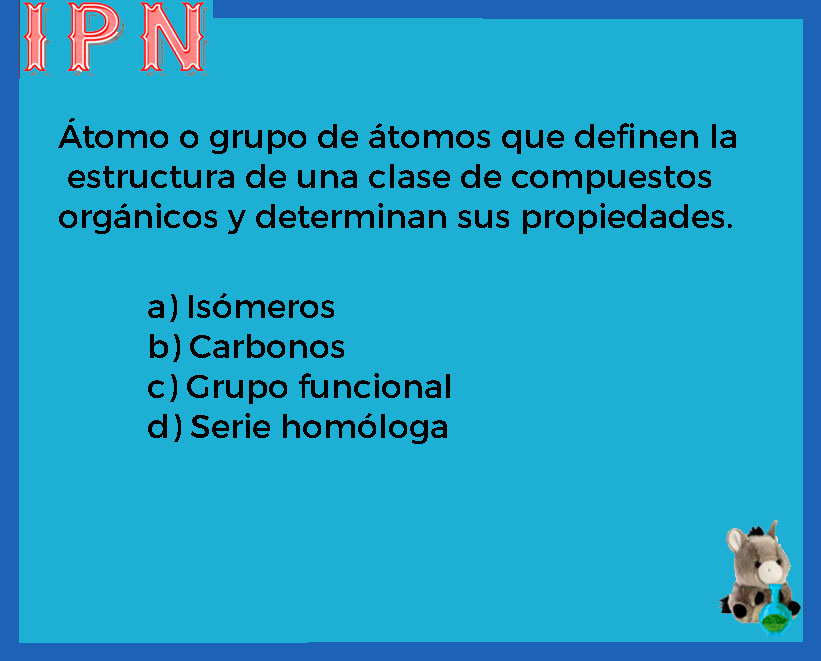 IPN
Átomo o grupo de átomos que definen la
estructura de una clase de compuestos
orgánicos y determinan sus propiedades.
a) Isómeros
b) Carbonos
c) Grupo funcional
d) Serie homóloga